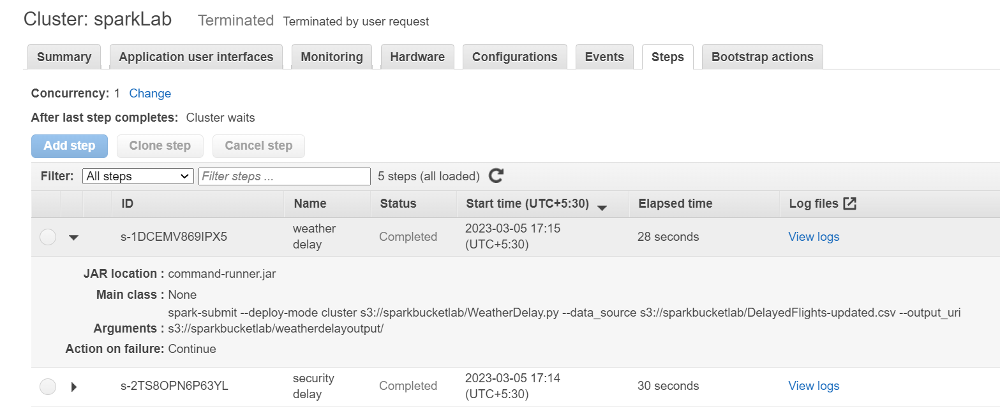 Cluster: sparkLab Terminated Terminated by user request
Summary Application user interfaces Monitoring Hardware Configurations Events Steps Bootstrap actions
Concurrency: 1 Change
After last step completes: Cluster waits
Add step Clone step Cancel step
Filter: All steps Filter steps ... 5 steps (all loaded)
ID Name Status Start time (UTC+5:30) Elapsed time Log files
s-1DCEMV869IPX5 weather delay Completed 2023-03-05 17:15 (UTC+5:30) 28 seconds View logs
JAR location : command-runner.jar
Main class : None
spark-submit --deploy-mode cluster s3://sparkbucketlab/WeatherDelay.py --data_source s3://sparkbucketlab/DelayedFlights-updated.csv --output_uri
Arguments : s3://sparkbucketlab/weatherdelayoutput/
Action on failure: Continue
s-2TS8OPN6P63YL security delay Completed 2023-03-05 17:14 (UTC+5:30) 30 seconds View logs